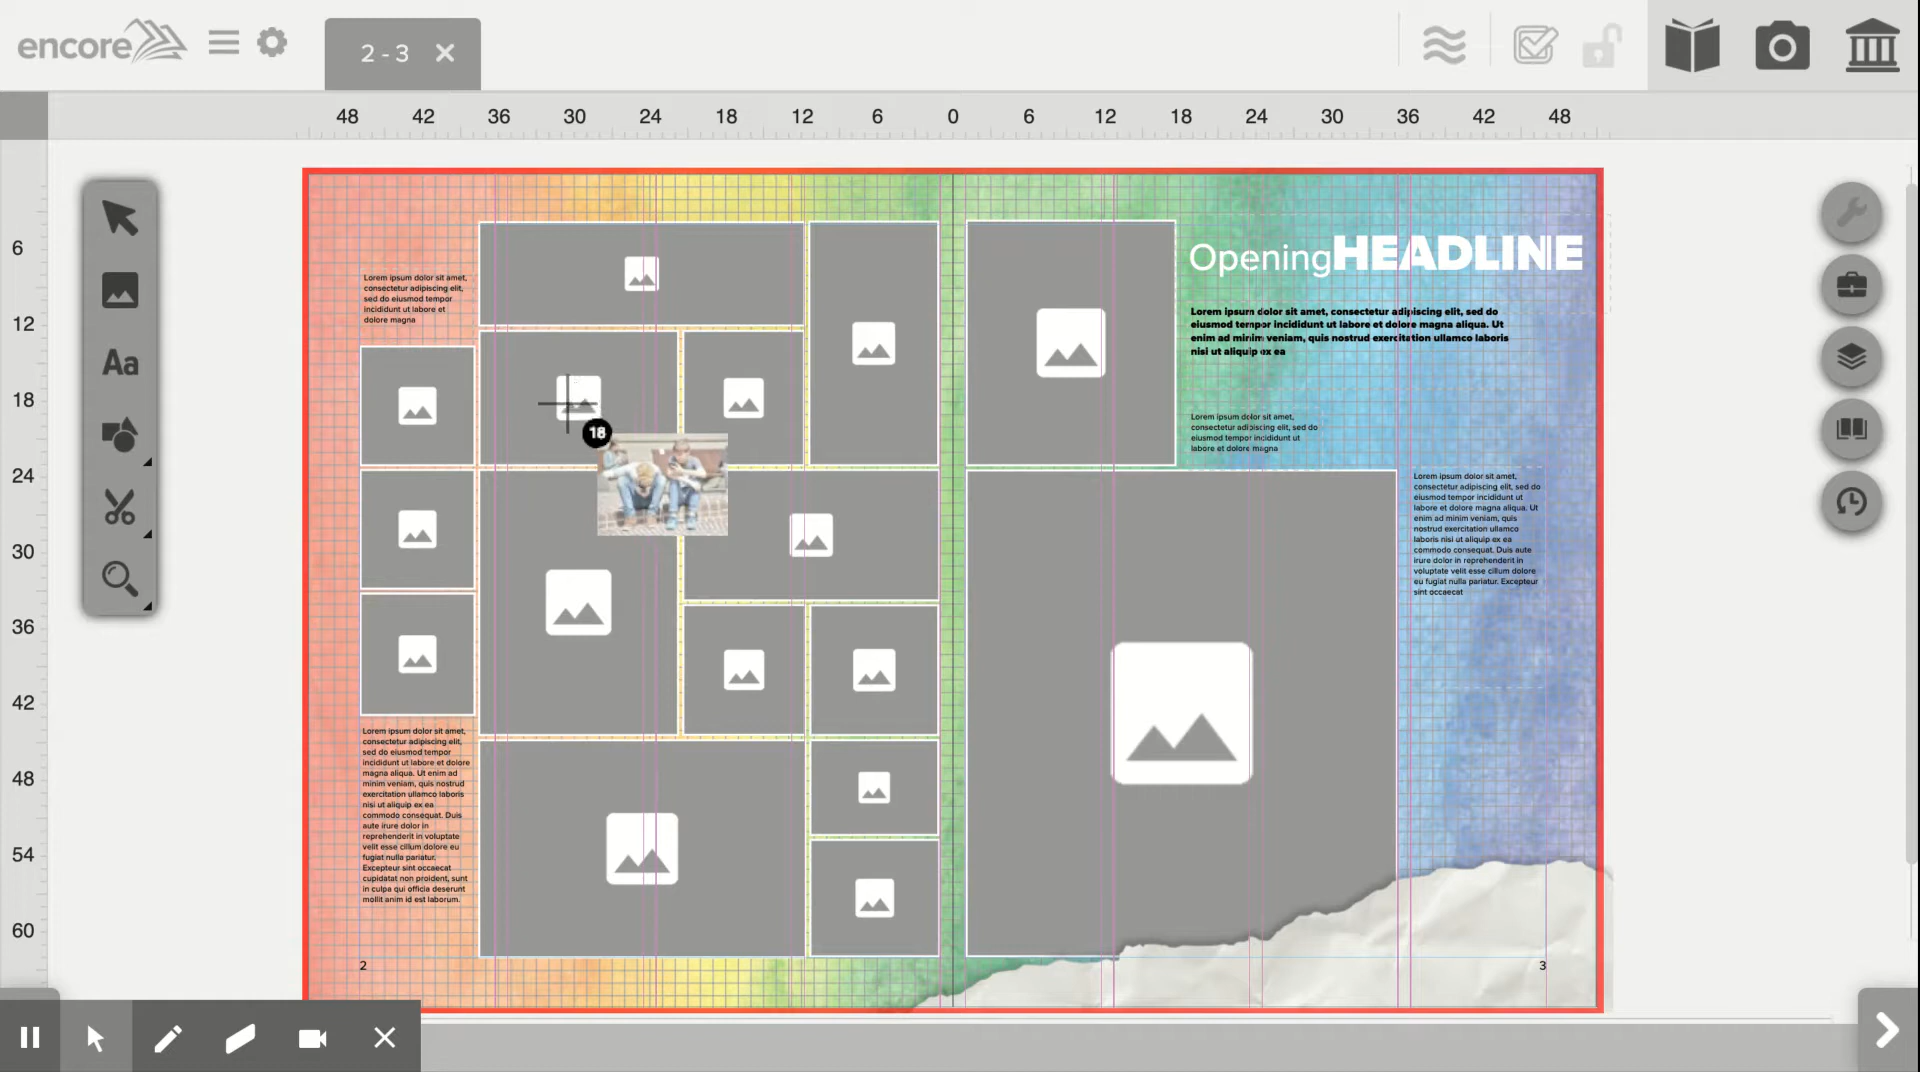 encore
2 - 3
48 42 36 30 24 18 12 6 0 6 12 18 24 30 36 42 48
6
12
18
24
30
36
42
48
54
60
Aa
Lorem ipsum dolor sit amet,
consectetur adipiscing elit,
sed do eiusmod tempor
incididunt ut labore et
dolore magna
18
Lorem ipsum dolor sit amet,
consectetur adipiscing elit,
sed do eiusmod tempor
incididunt ut labore et dolore
magna aliqua. Ut enim ad
minim veniam, quis nostrud
exercitation ullamco laboris
nisi ut aliquip ex ea
commodo consequat. Duis
aute irure dolor in
reprehenderit in voluptate
velit esse cillum dolore eu
fugiat nulla pariatur.
Excepteur sint occaecat
cupidatat non proident, sunt
in culpa qui officia deserunt
mollit anim id est laborum.
2
Opening HEADLINE
Lorem ipsum dolor sit amet, consectetur adipiscing elit, sed do
eiusmod tempor incididunt ut labore et dolore magna aliqua. Ut
enim ad minim veniam, quis nostrud exercitation ullamco laboris
nisi ut aliquip ex ea
Lorem ipsum dolor sit amet,
consectetur adipiscing elit, sed do
eiusmod tempor incididunt ut
labore et dolore magna
Lorem ipsum dolor sit amet,
consectetur adipiscing elit, sed do
eiusmod tempor incididunt ut
labore et dolore magna aliqua. Ut
enim ad minim veniam, quis
nostrud exercitation ullamco
laboris nisi ut aliquip ex ea
commodo consequat. Duis aute
irure dolor in reprehenderit in
voluptate velit esse cillum dolore
eu fugiat nulla pariatur. Excepteur
sint occaecat
3